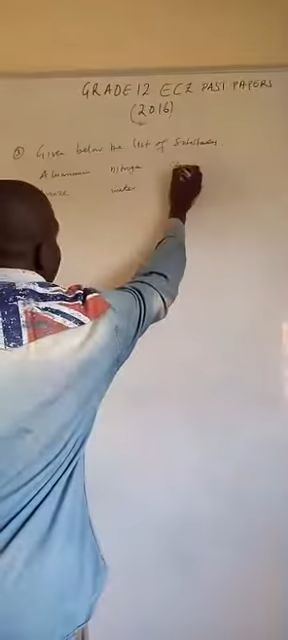 GRADE 12 ECZ PAST PAPERS
(2016)
Given below the list of Substances.
Aluminium nitrogen
water